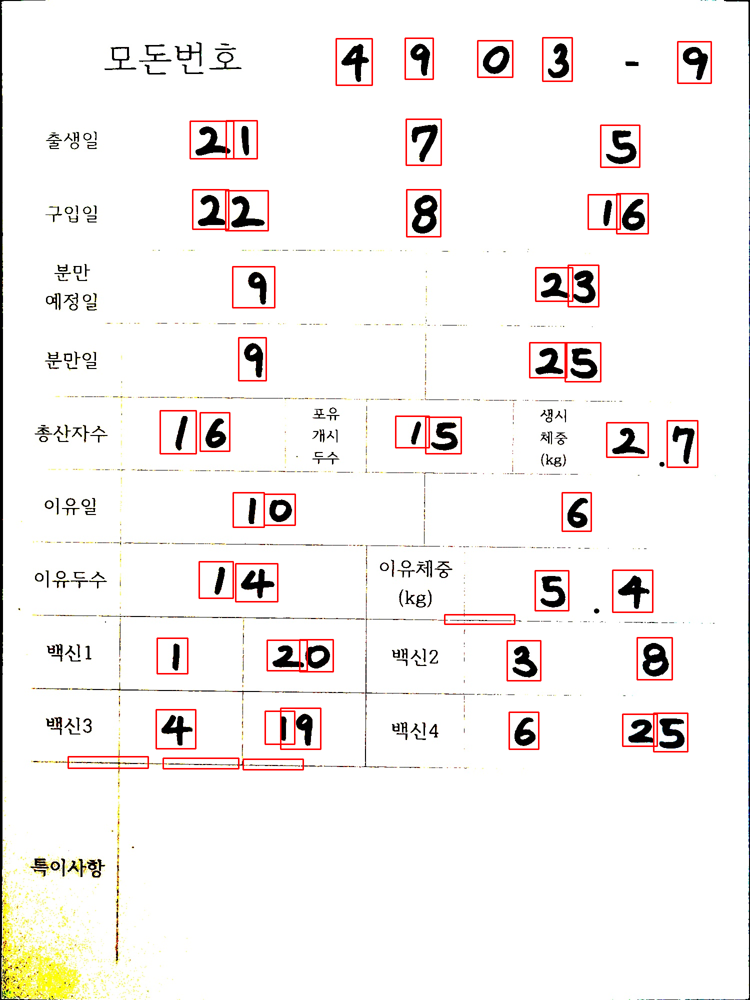 모돈번호 4 9 0 3 - 9
출생일 21 7 5
구입일 22 8 16
분만
예정일 9 23
분만일 9 25
총산자수 16 포유 개시 두수 15 생시 체중 (kg) 2.7
이유일 10 6
이유두수 14 이유체중 (kg) 5.4
백신1 1 20 백신2 3 8
백신3 4 19 백신4 6 25
특이사항